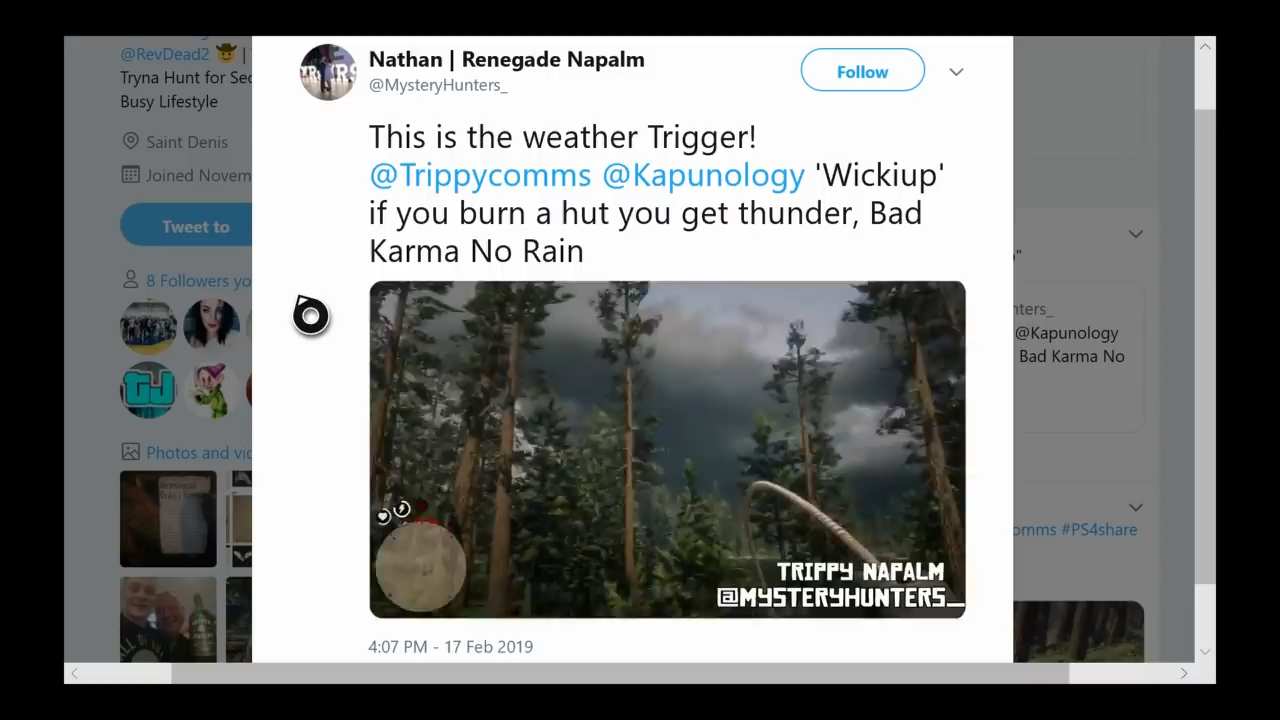 @RevDead2 🤠 |
Tryna Hunt for Sec
Busy Lifestyle
Saint Denis
Joined Novem
Tweet to
8 Followers yo
Photos and vid
Nathan | Renegade Napalm
@MysteryHunters_
Follow
This is the weather Trigger!
@Trippycomms @Kapunology 'Wickiup'
if you burn a hut you get thunder, Bad
Karma No Rain
TRIPPY NAPALM
@MYSTERYHUNTERS_
4:07 PM - 17 Feb 2019
nters_
@Kapunology
Bad Karma No
omms #PS4share